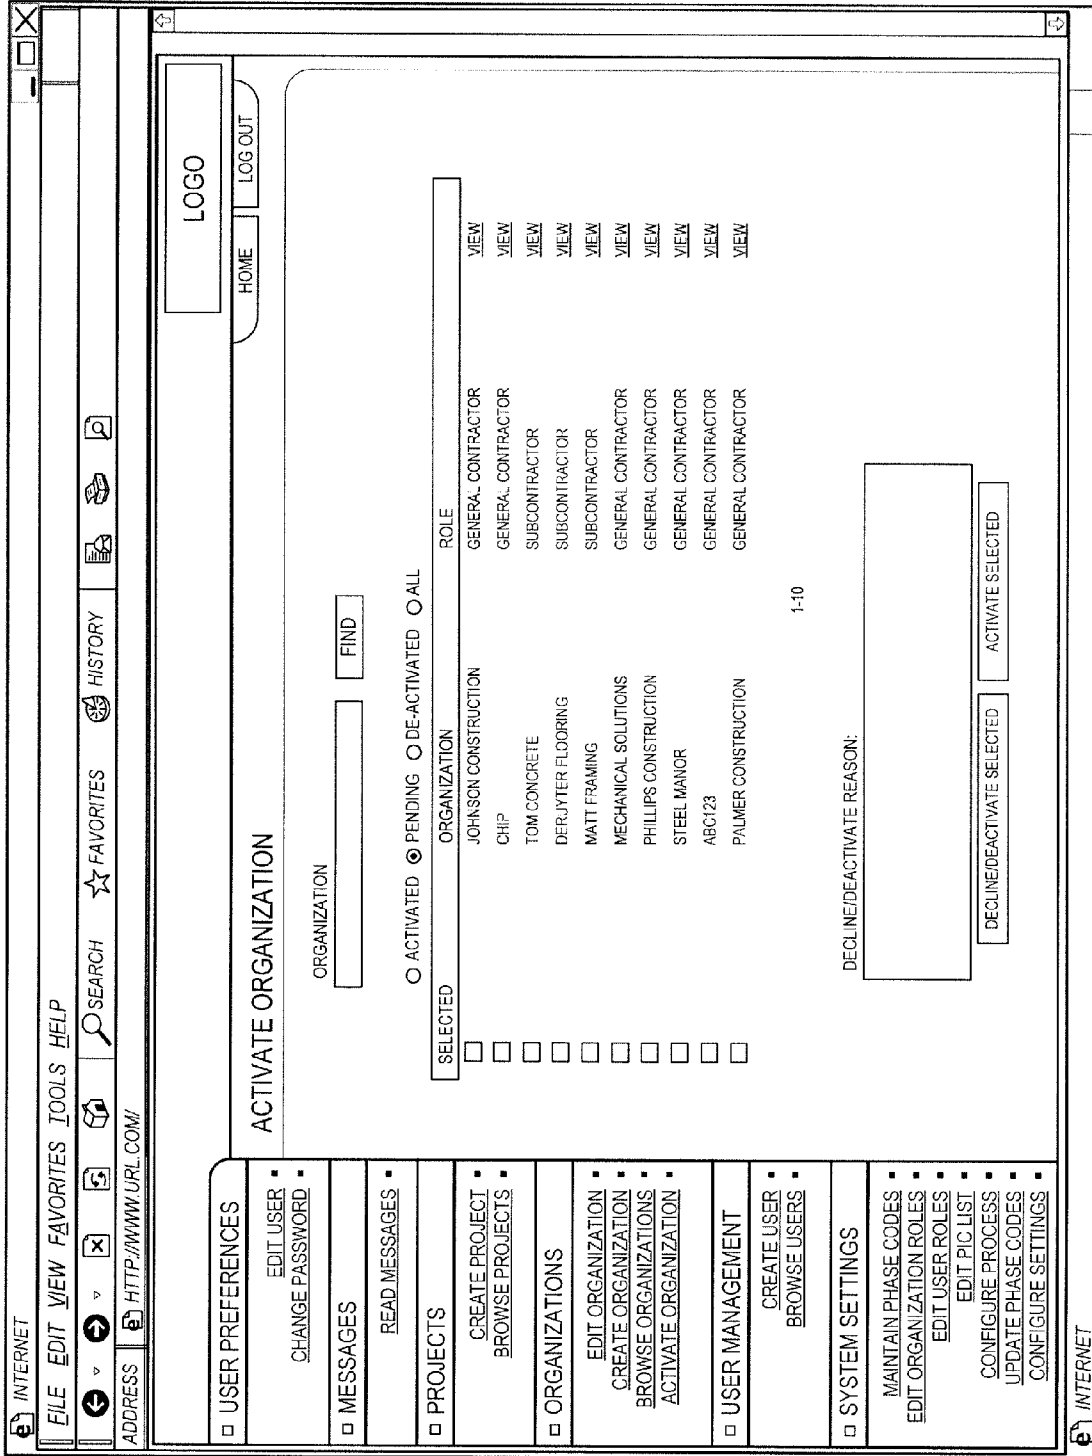 INTERNET
FILE EDIT VIEW FAVORITES TOOLS HELP
SEARCH FAVORITES HISTORY
ADDRESS HTTP://WWW.URL.COM/
LOGO
HOME LOG OUT
USER PREFERENCES
EDIT USER
CHANGE PASSWORD
MESSAGES
READ MESSAGES
PROJECTS
CREATE PROJECT
BROWSE PROJECTS
ORGANIZATIONS
EDIT ORGANIZATION
CREATE ORGANIZATION
BROWSE ORGANIZATIONS
ACTIVATE ORGANIZATION
USER MANAGEMENT
CREATE USER
BROWSE USERS
SYSTEM SETTINGS
MAINTAIN PHASE CODES
EDIT ORGANIZATION ROLES
EDIT USER ROLES
EDIT PIC LIST
CONFIGURE PROCESS
UPDATE PHASE CODES
CONFIGURE SETTINGS
ACTIVATE ORGANIZATION
ORGANIZATION
FIND
ACTIVATED PENDING DE-ACTIVATED ALL
SELECTED ORGANIZATION ROLE
JOHNSON CONSTRUCTION GENERAL CONTRACTOR VIEW
CHIP GENERAL CONTRACTOR VIEW
TOM CONCRETE SUBCONTRACTOR VIEW
DERUYTER FLOORING SUBCONTRACTOR VIEW
MATT FRAMING SUBCONTRACTOR VIEW
MECHANICAL SOLUTIONS GENERAL CONTRACTOR VIEW
PHILLIPS CONSTRUCTION GENERAL CONTRACTOR VIEW
STEEL MANOR GENERAL CONTRACTOR VIEW
ABC123 GENERAL CONTRACTOR VIEW
PALMER CONSTRUCTION GENERAL CONTRACTOR VIEW
1-10
DECLINE/DEACTIVATE REASON:
DECLINE/DEACTIVATE SELECTED ACTIVATE SELECTED
INTERNET